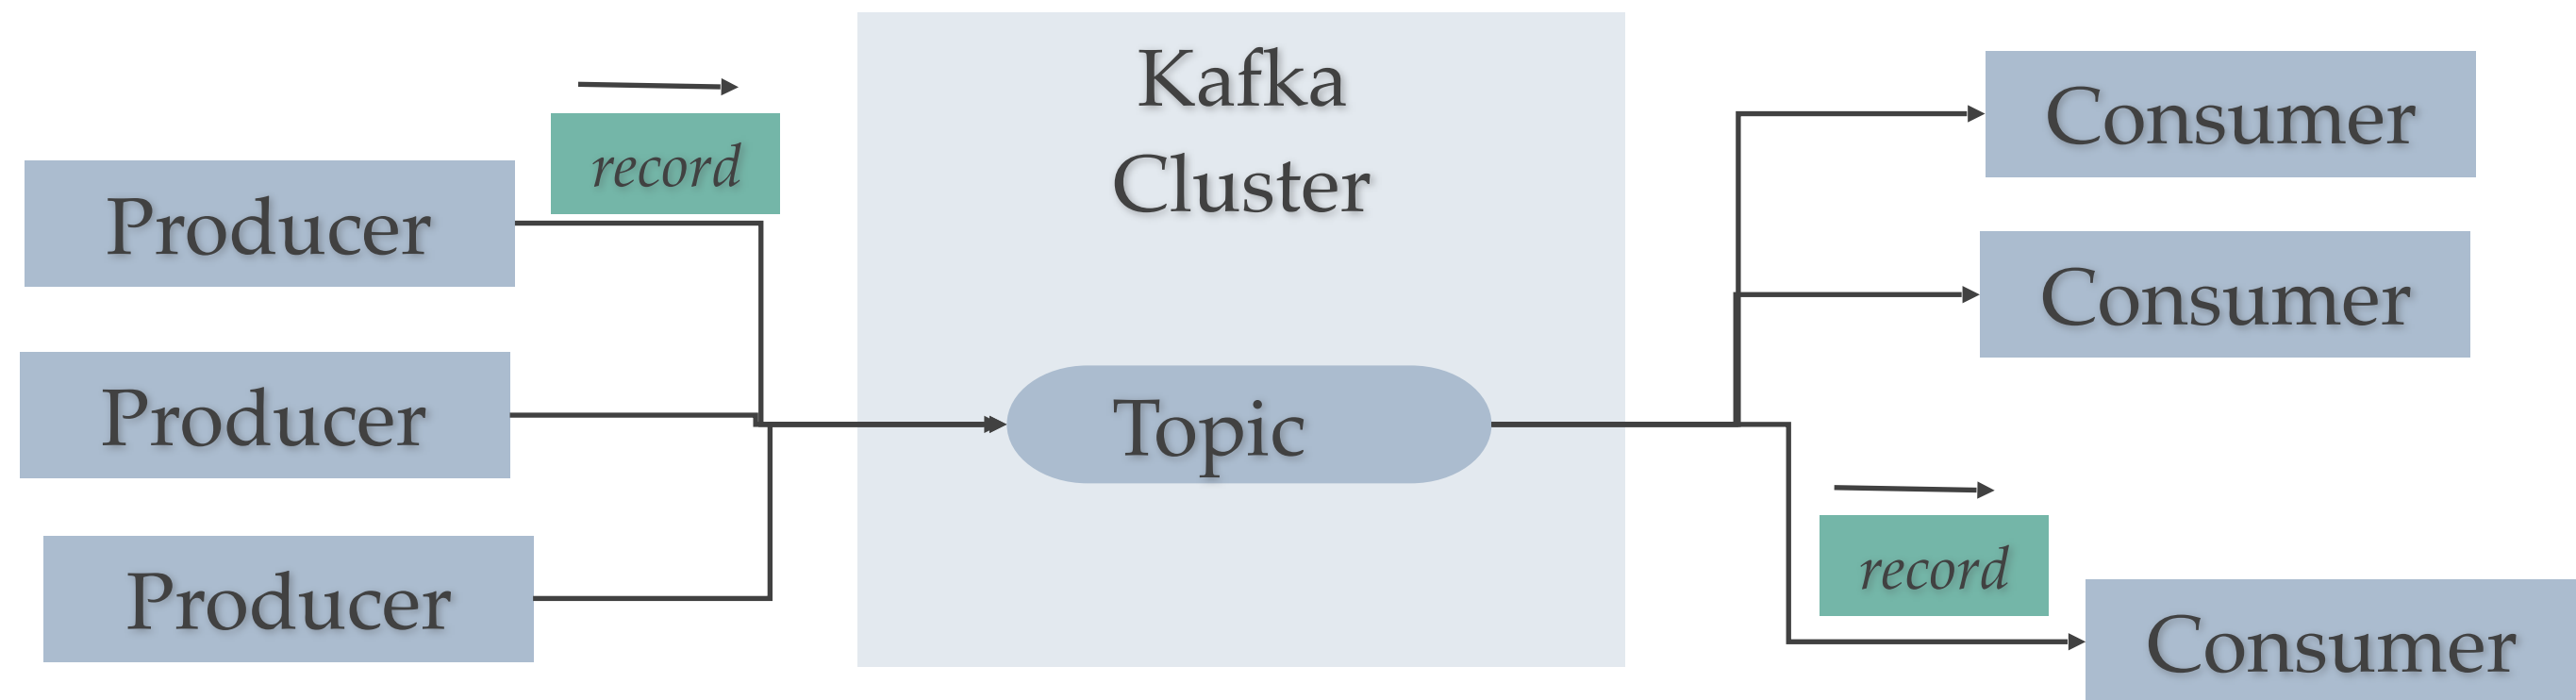 Kafka
Cluster
record
Producer
Producer
Producer
Topic
Consumer
Consumer
record
Consumer